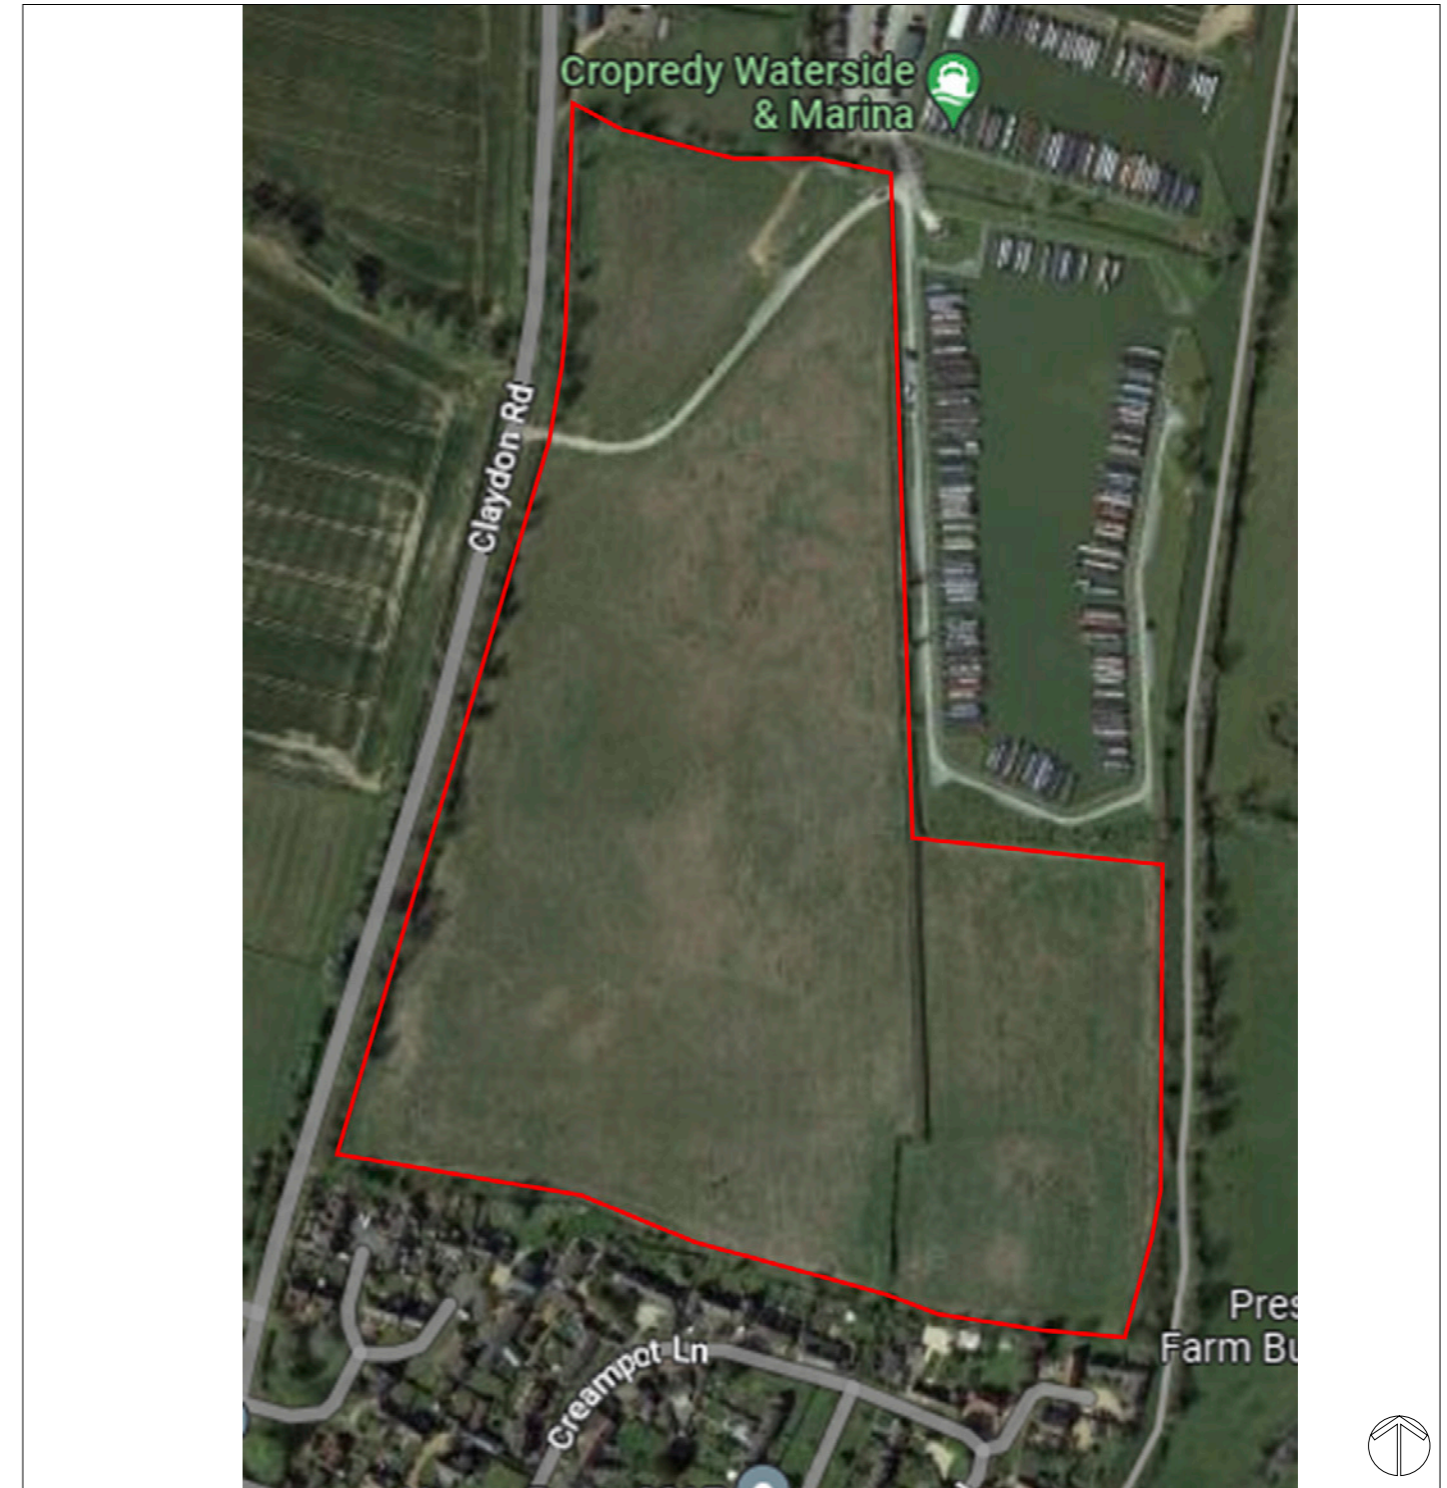 Cropredy Waterside
& Marina
Claydon Rd
Pres
Farm Bu
Creampot Ln